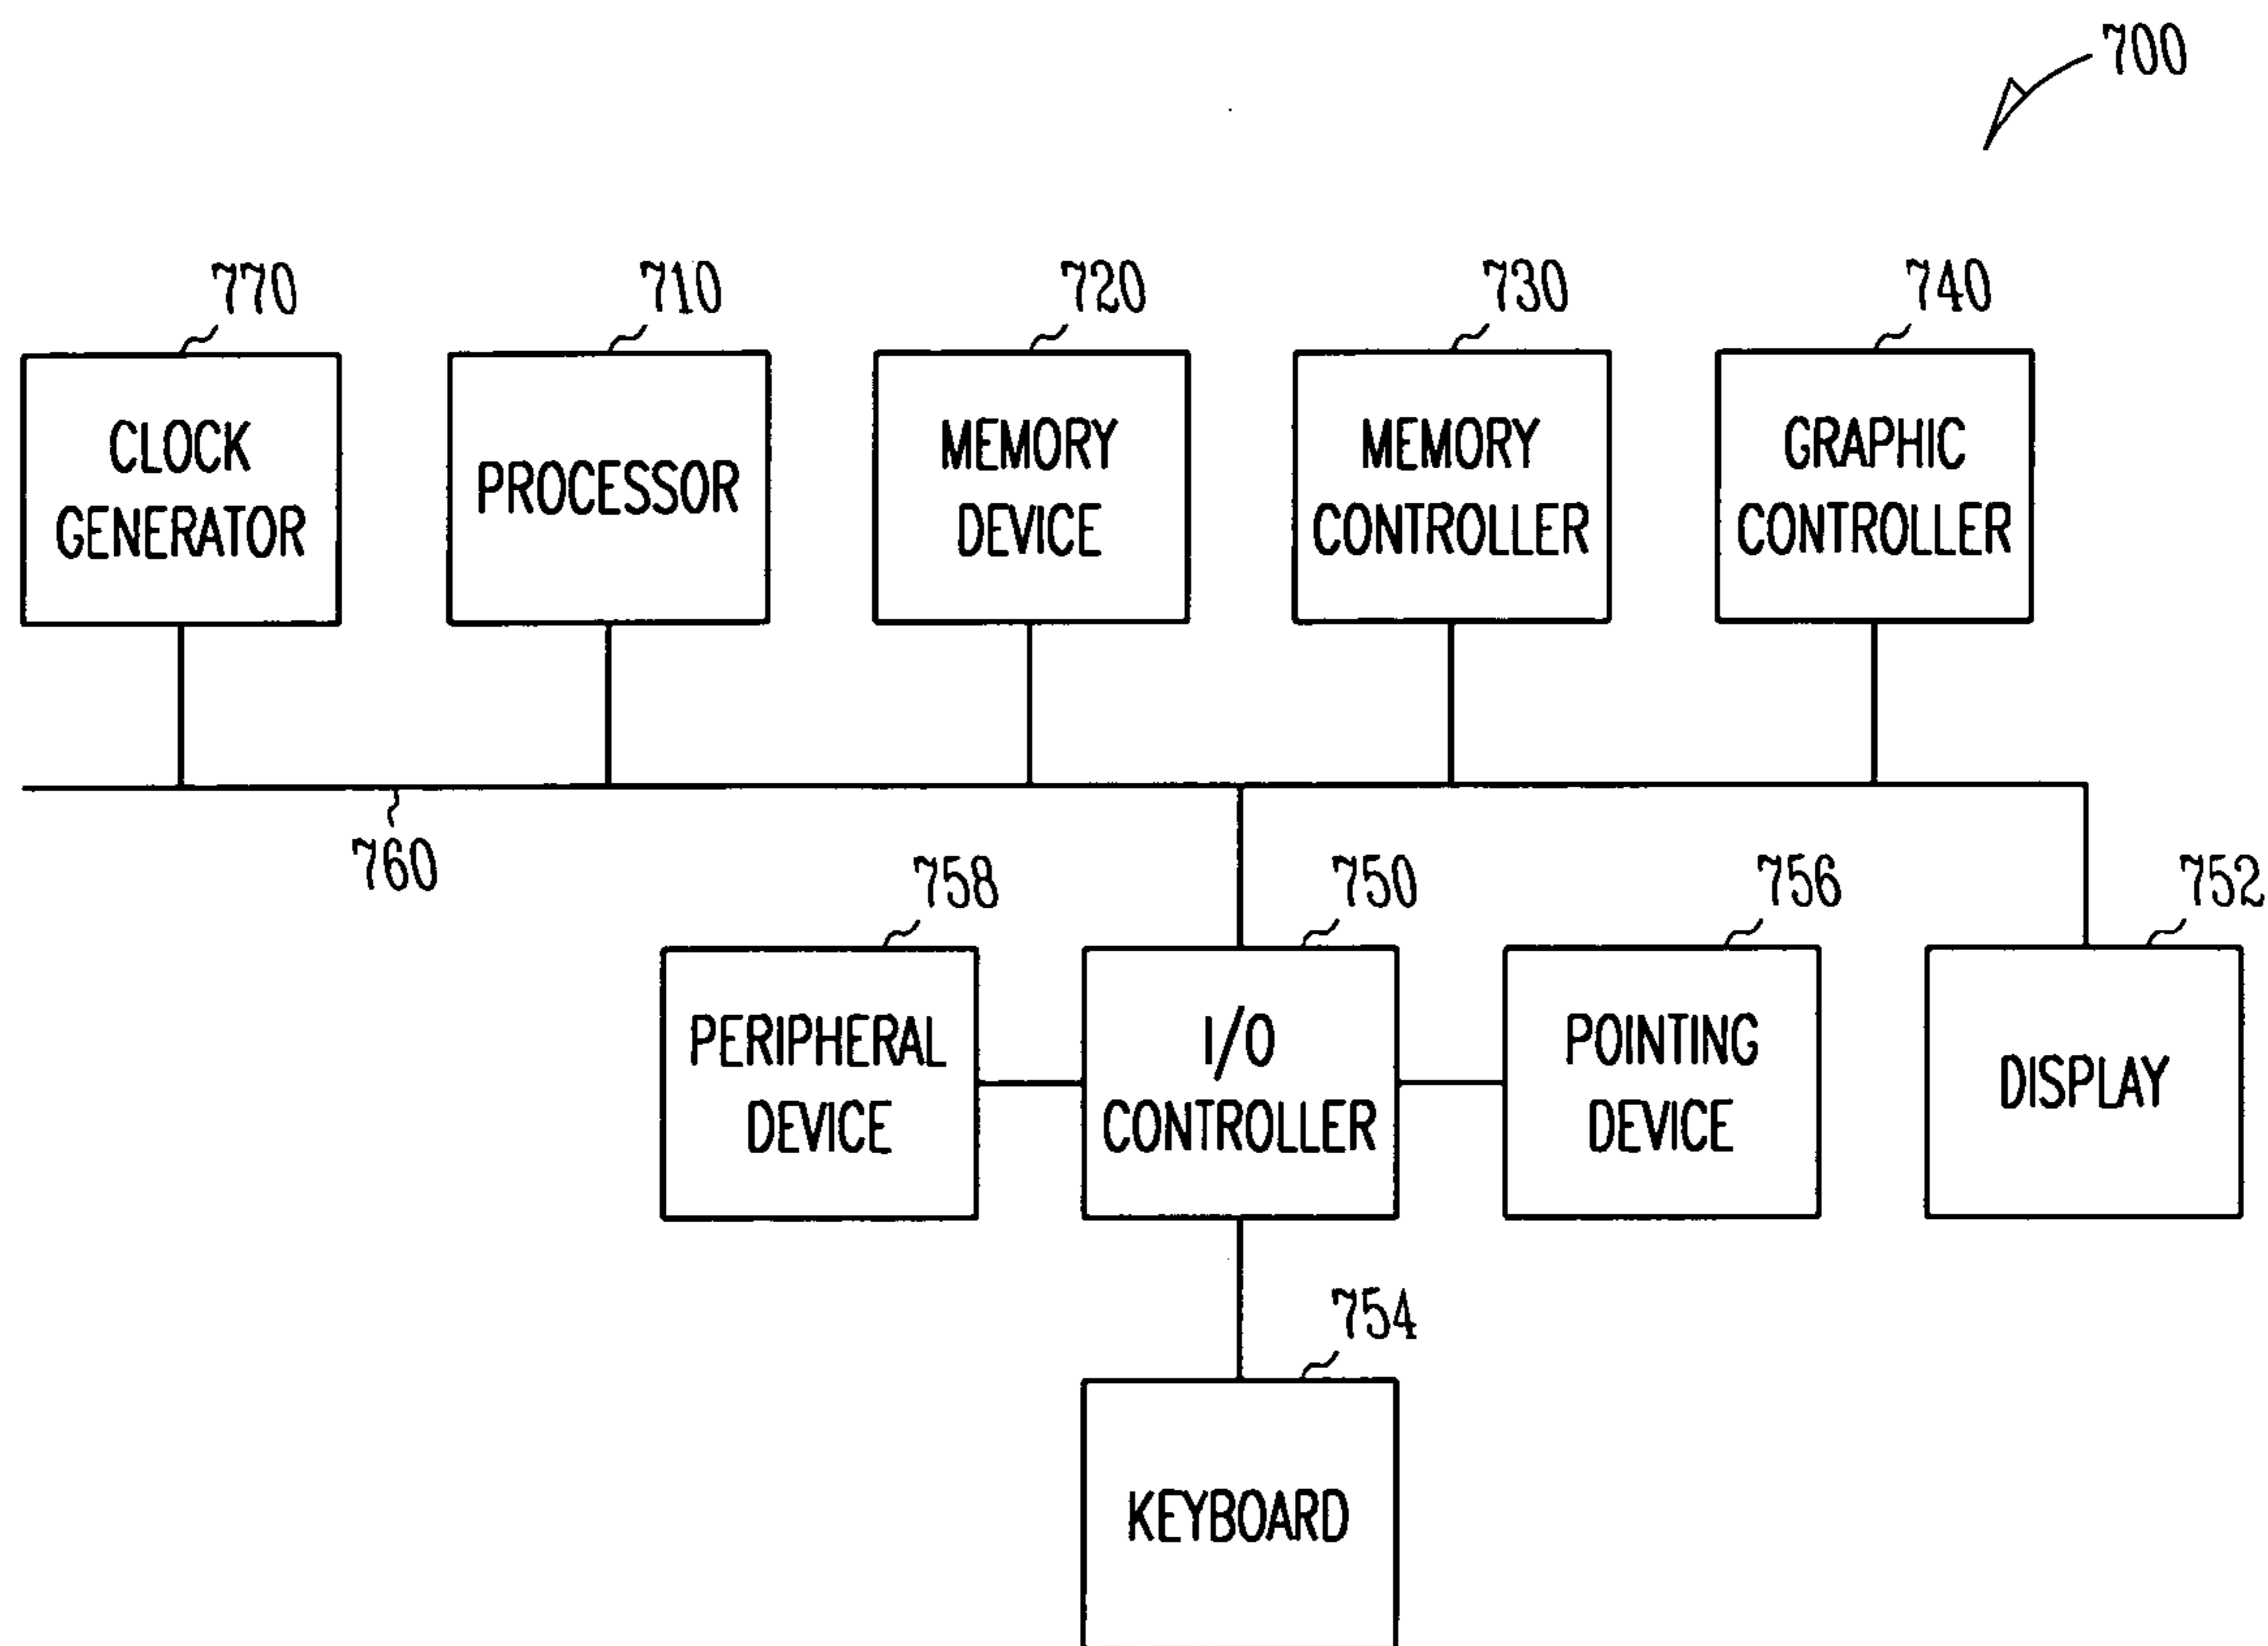 700
770
710
720
730
740
CLOCK
GENERATOR
PROCESSOR
MEMORY
DEVICE
MEMORY
CONTROLLER
GRAPHIC
CONTROLLER
760
758
750
756
752
PERIPHERAL
DEVICE
I/O
CONTROLLER
POINTING
DEVICE
DISPLAY
754
KEYBOARD